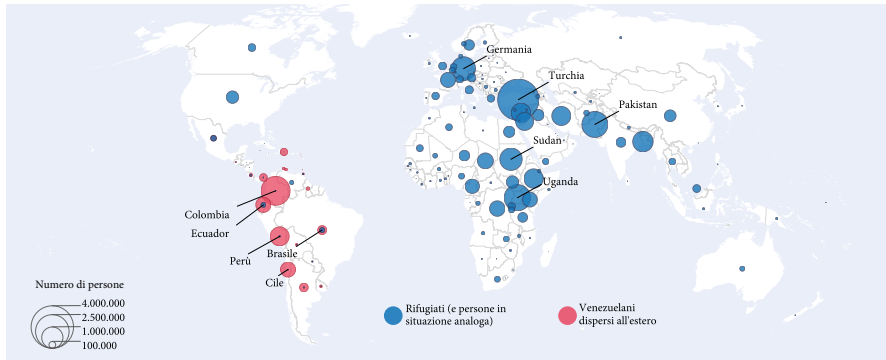 Germania
Turchia
Pakistan
Sudan
Uganda
Colombia
Ecuador
Perù
Brasile
Cile
Numero di persone
4.000.000
2.500.000
1.000.000
100.000
Rifugiati (e persone in
situazione analoga)
Venezuelani
dispersi all'estero